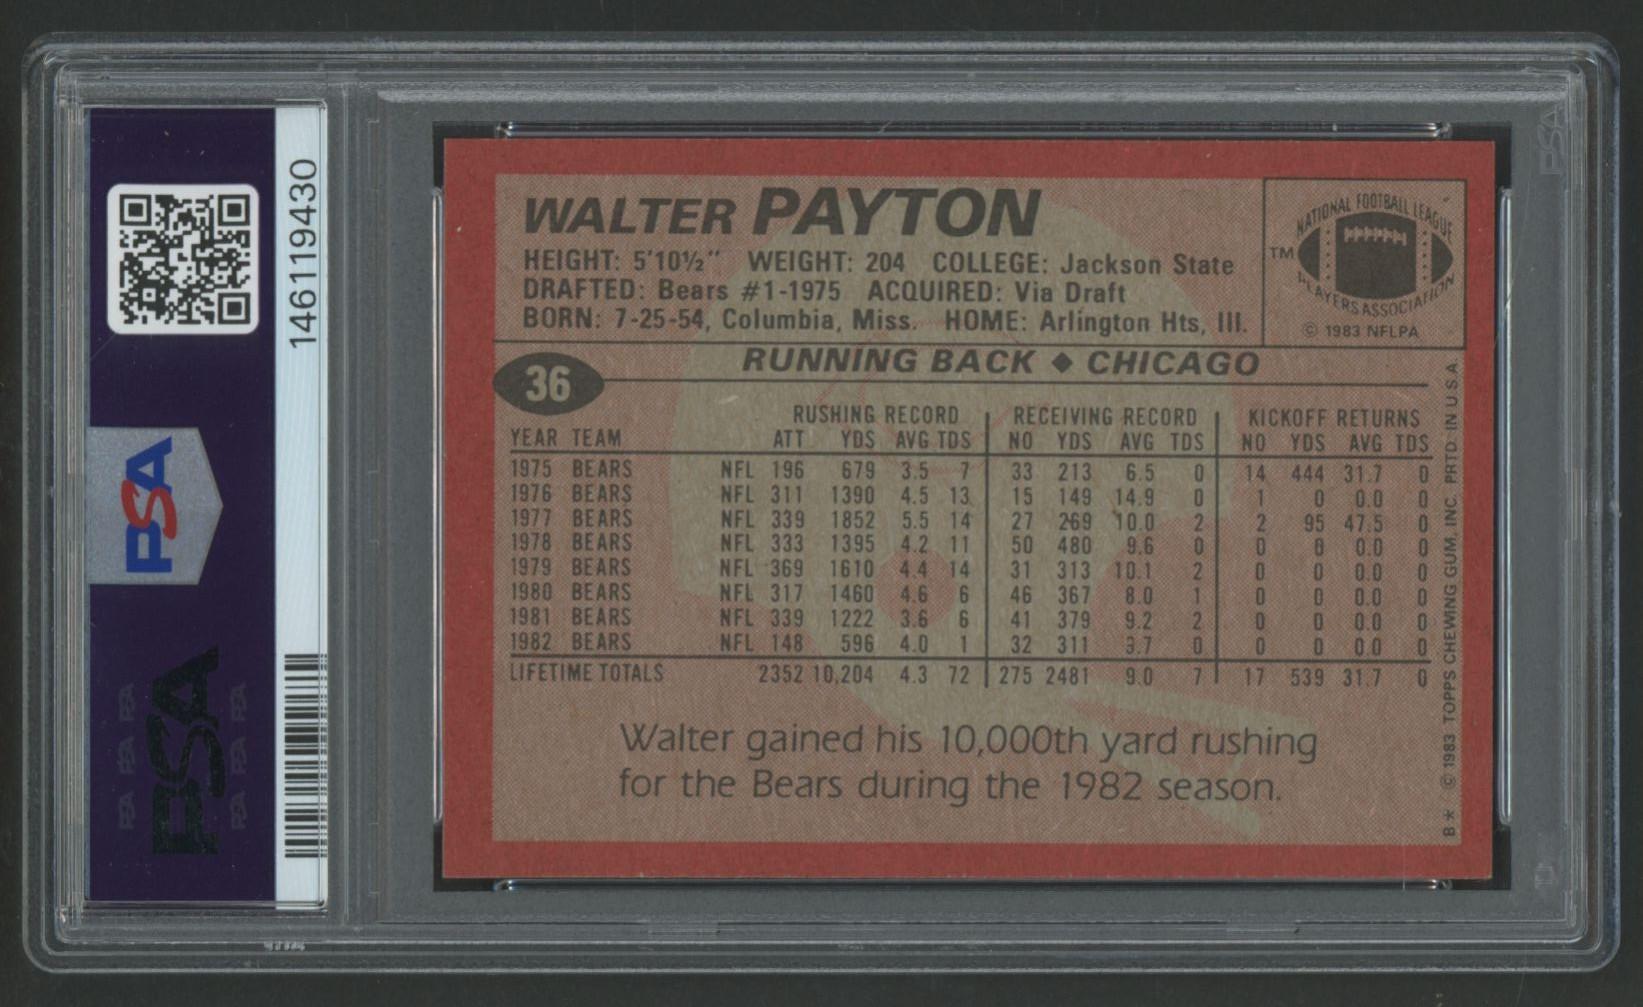 WALTER PAYTON
HEIGHT: 5'10½" WEIGHT: 204 COLLEGE: Jackson State
DRAFTED: Bears #1-1975 ACQUIRED: Via Draft
BORN: 7-25-54, Columbia, Miss. HOME: Arlington Hts, Ill.
NATIONAL FOOTBALL LEAGUE
PLAYERS ASSOCIATION
TM
© 1983 NFLPA
RUNNING BACK ♦ CHICAGO
36
RUSHING RECORD RECEIVING RECORD KICKOFF RETURNS
YEAR TEAM ATT YDS AVG TDS NO YDS AVG TDS NO YDS AVG TDS
1975 BEARS NFL 196 679 3.5 7 33 213 6.5 0 14 444 31.7 0
1976 BEARS NFL 311 1390 4.5 13 15 149 14.9 0 1 0 0.0 0
1977 BEARS NFL 339 1852 5.5 14 27 269 10.0 2 2 95 47.5 0
1978 BEARS NFL 333 1395 4.2 11 50 480 9.6 0 0 0 0.0 0
1979 BEARS NFL 369 1610 4.4 14 31 313 10.1 2 0 0 0.0 0
1980 BEARS NFL 317 1460 4.6 6 46 367 8.0 1 0 0 0.0 0
1981 BEARS NFL 339 1222 3.6 6 41 379 9.2 2 0 0 0.0 0
1982 BEARS NFL 148 596 4.0 1 32 311 9.7 0 0 0 0.0 0
LIFETIME TOTALS 2352 10,204 4.3 72 275 2481 9.0 7 17 539 31.7 0
Walter gained his 10,000th yard rushing
for the Bears during the 1982 season.
B* © 1983 TOPPS CHEWING GUM, INC. PRTD. IN U.S.A.
146119430
PSA
PSA
PSA PSA PSA
PSA PSA PSA
PSA